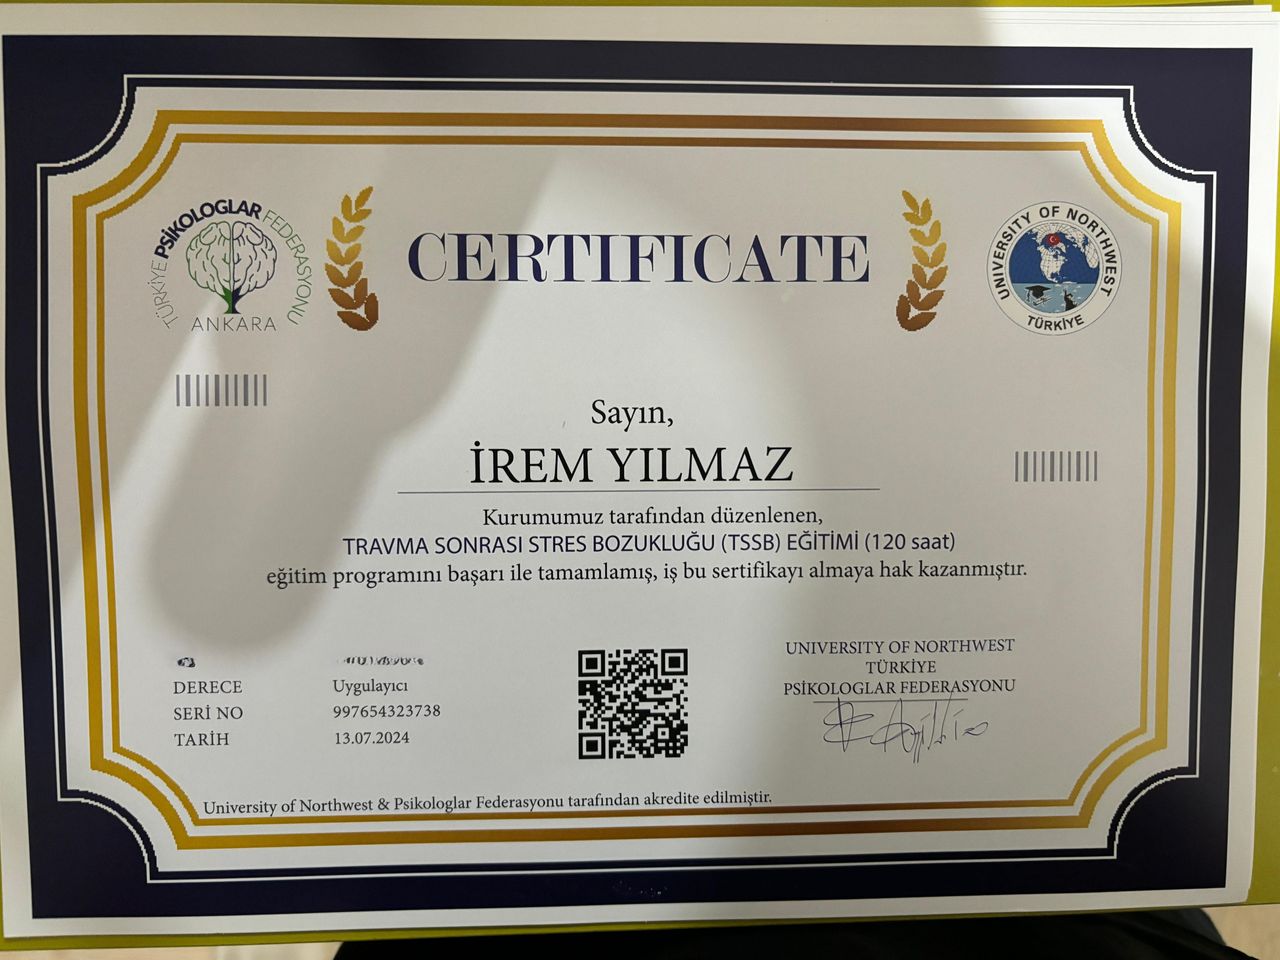 TÜRKİYE PSİKOLOGLAR FEDERASYONU
ANKARA
CERTIFICATE
UNIVERSITY OF NORTHWEST
TÜRKİYE
Sayın,
İREM YILMAZ
Kurumumuz tarafından düzenlenen,
TRAVMA SONRASI STRES BOZUKLUĞU (TSSB) EĞİTİMİ (120 saat)
eğitim programını başarı ile tamamlamış, iş bu sertifikayı almaya hak kazanmıştır.
DERECE Uygulayıcı
SERİ NO 997654323738
TARİH 13.07.2024
UNIVERSITY OF NORTHWEST
TÜRKİYE
PSİKOLOGLAR FEDERASYONU
University of Northwest & Psikologlar Federasyonu tarafından akredite edilmiştir.